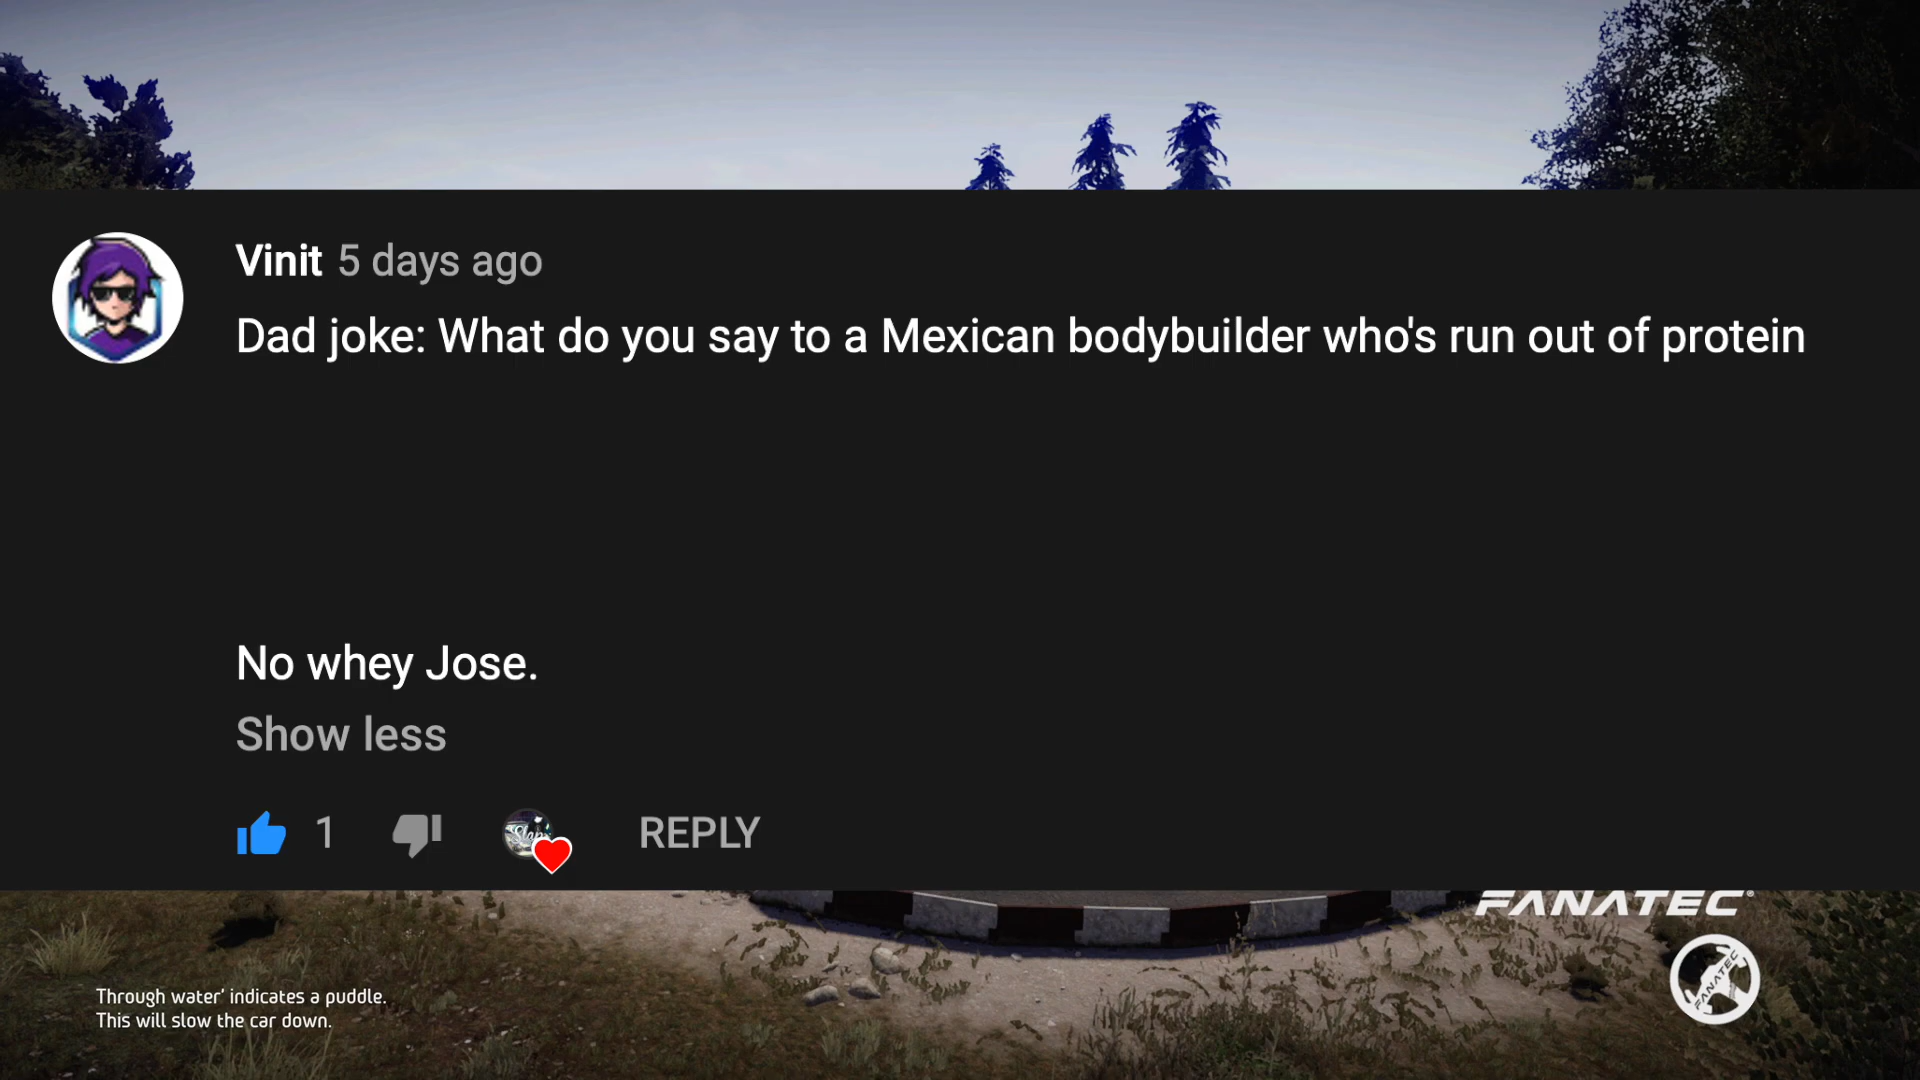 Vinit 5 days ago
Dad joke: What do you say to a Mexican bodybuilder who's run out of protein
No whey Jose.
Show less
1 REPLY
FANATEC
FANATEC
Through water' indicates a puddle.
This will slow the car down.